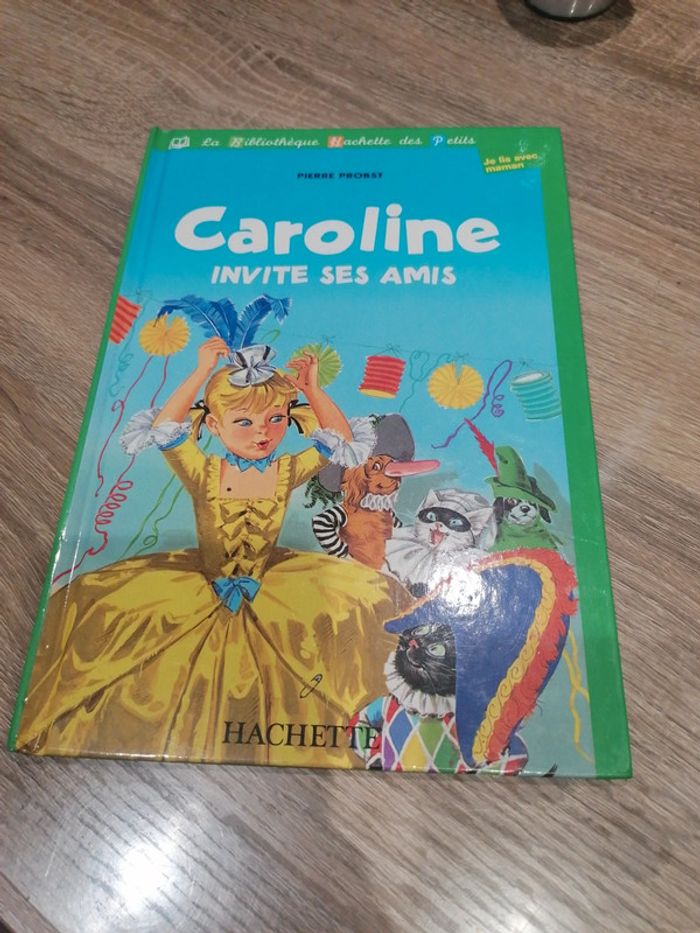 La Bibliothèque Hachette des Petits
Je lis avec
maman
PIERRE PROBST
Caroline
INVITE SES AMIS
HACHETTE